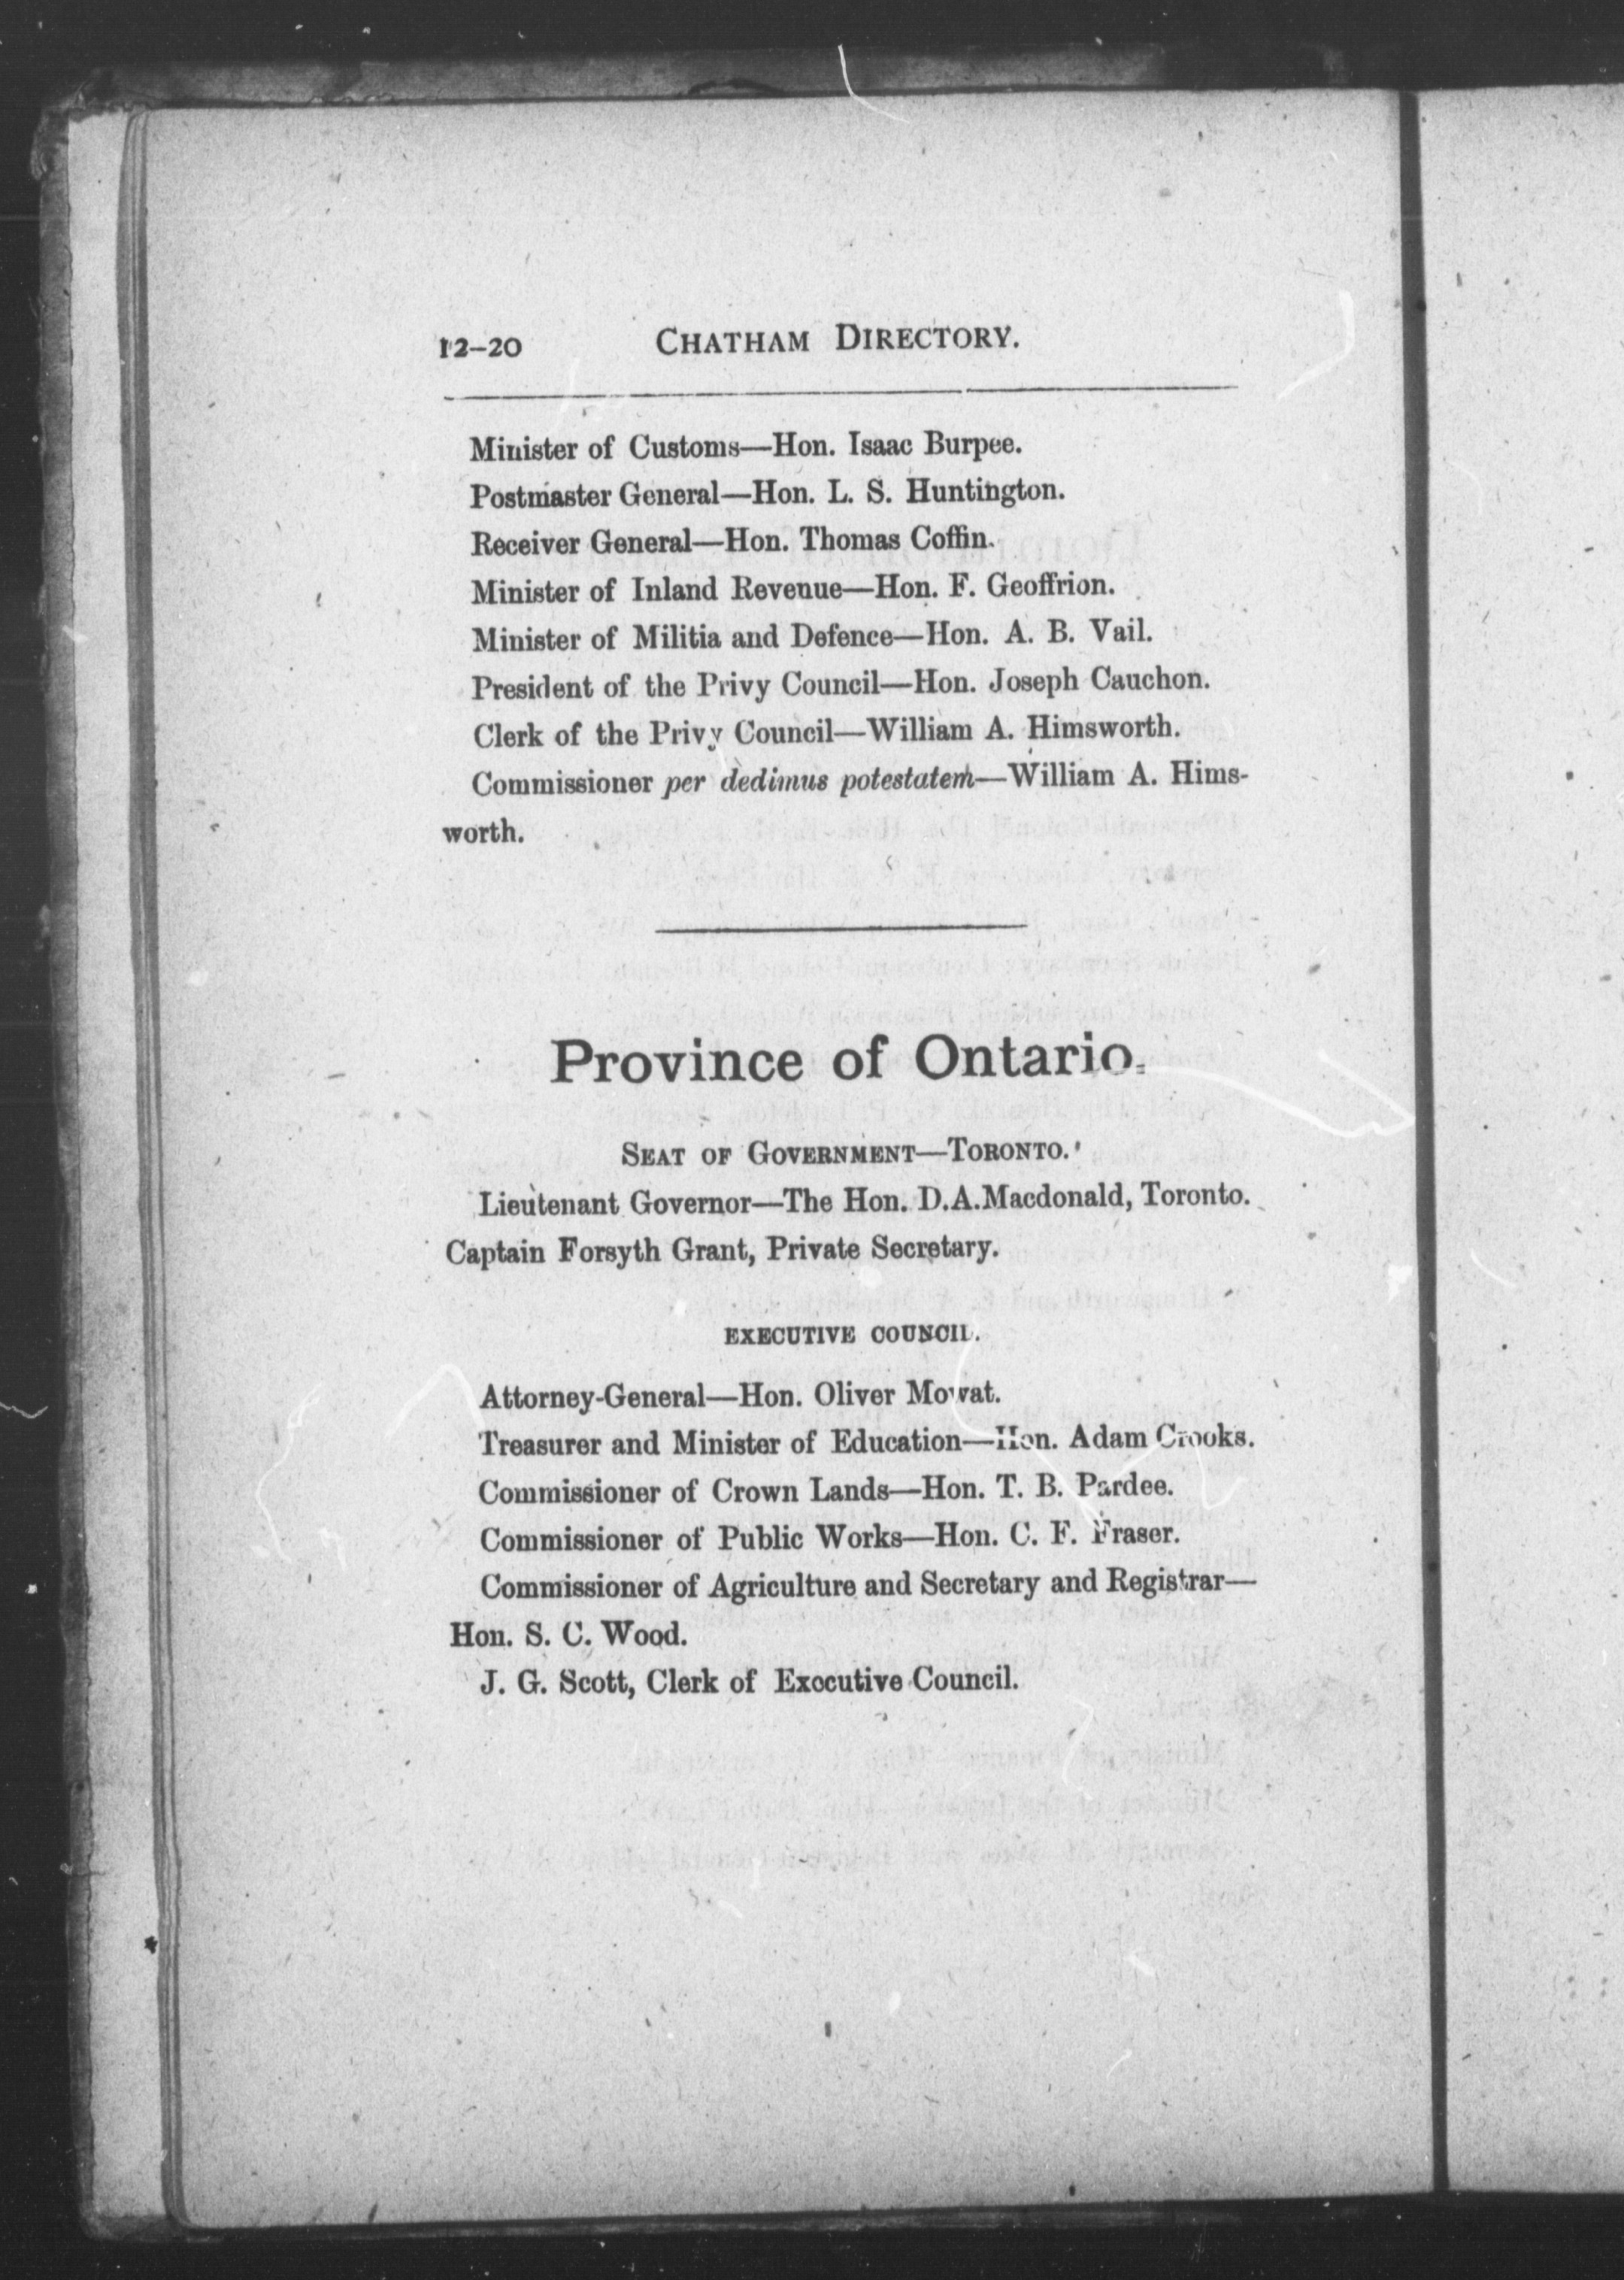 12-20 CHATHAM DIRECTORY.
Minister of Customs—Hon. Isaac Burpee.
Postmaster General—Hon. L. S. Huntington.
Receiver General—Hon. Thomas Coffin.
Minister of Inland Revenue—Hon. F. Geoffrion.
Minister of Militia and Defence—Hon. A. B. Vail.
President of the Privy Council—Hon. Joseph Cauchon.
Clerk of the Privy Council—William A. Himsworth.
Commissioner per dedimus potestatem—William A. Hims-
worth.
Province of Ontario.
SEAT OF GOVERNMENT—TORONTO.
Lieutenant Governor—The Hon. D.A.Macdonald, Toronto.
Captain Forsyth Grant, Private Secretary.
EXECUTIVE COUNCIL.
Attorney-General—Hon. Oliver Mowat.
Treasurer and Minister of Education—Hon. Adam Crooks.
Commissioner of Crown Lands—Hon. T. B. Pardee.
Commissioner of Public Works—Hon. C. F. Fraser.
Commissioner of Agriculture and Secretary and Registrar—
Hon. S. C. Wood.
J. G. Scott, Clerk of Executive Council.